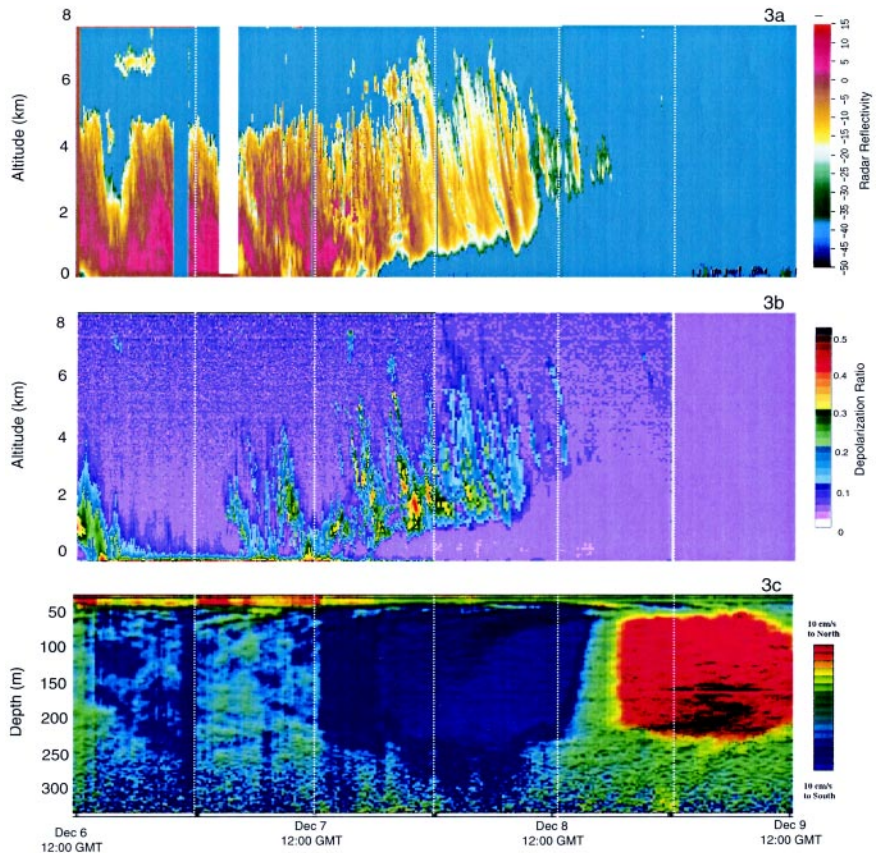 3a
8
6
4
2
0
Altitude (km)
15
10
5
0
-5
-10
-15
-20
-25
-30
-35
-40
-45
-50
Radar Reflectivity
3b
8
6
4
2
0
Altitude (km)
0.5
0.4
0.3
0.2
0.1
0
Depolarization Ratio
3c
50
100
150
200
250
300
Depth (m)
10 cm/s
to North
10 cm/s
to South
Dec 6
12:00 GMT
Dec 7
12:00 GMT
Dec 8
12:00 GMT
Dec 9
12:00 GMT